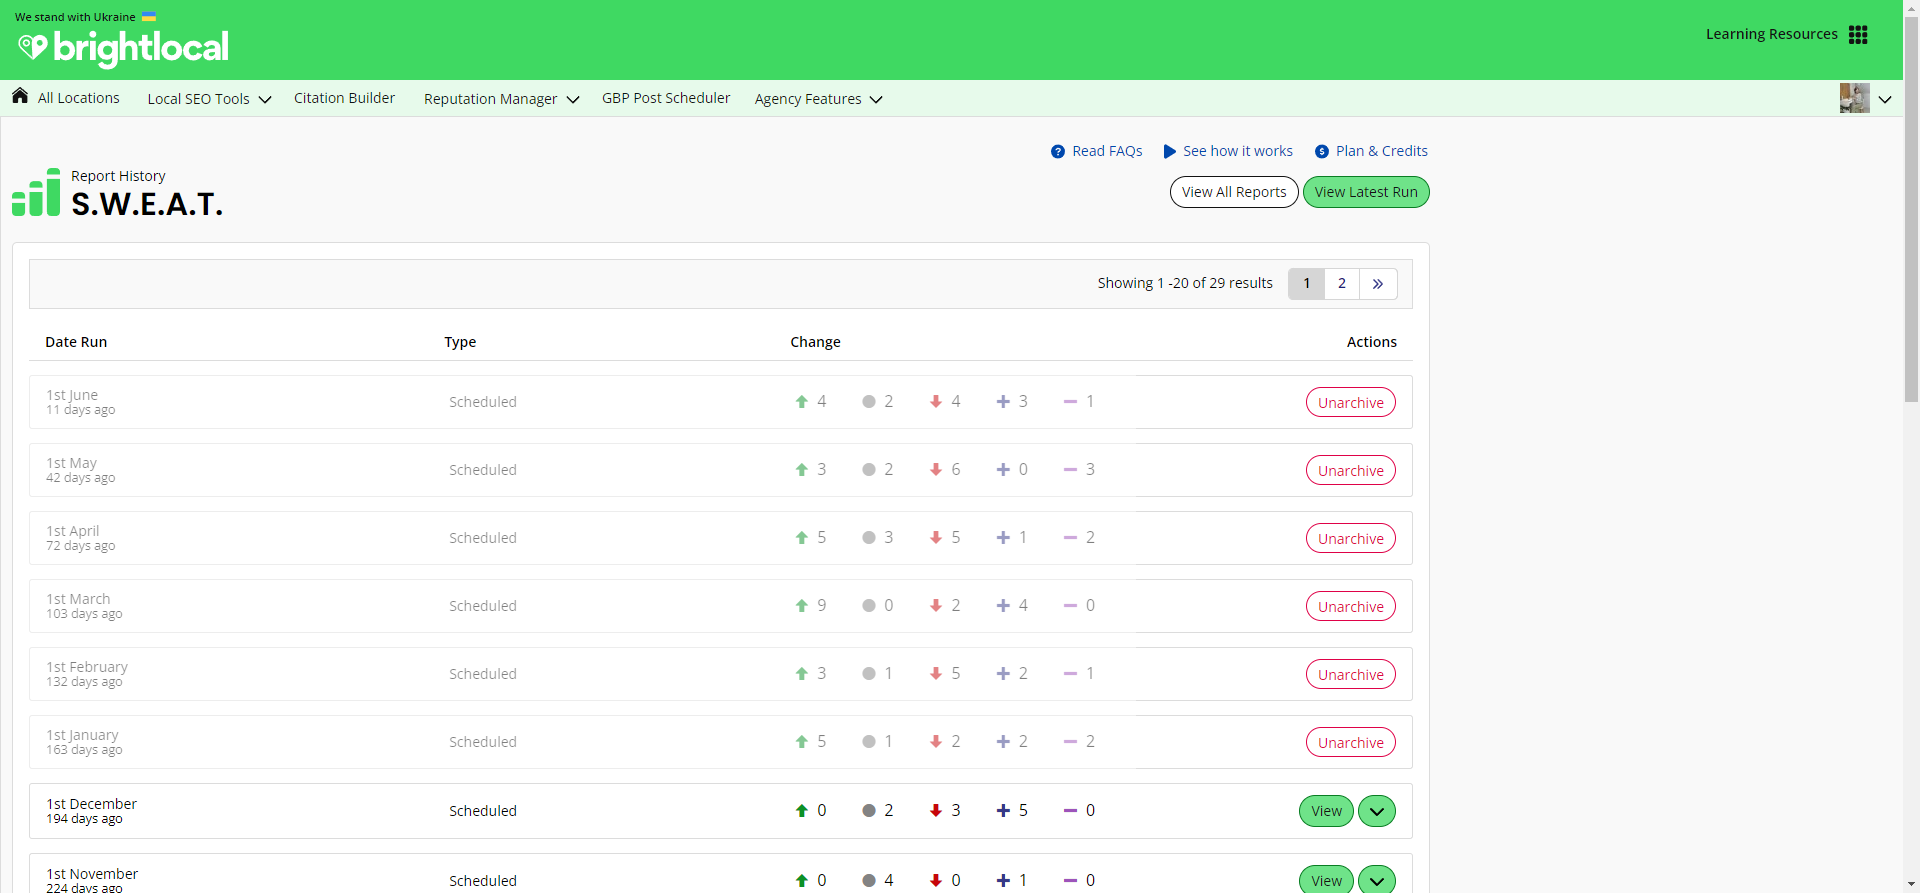 We stand with Ukraine
brightlocal
Learning Resources
All Locations Local SEO Tools Citation Builder Reputation Manager GBP Post Scheduler Agency Features
Read FAQs See how it works Plan & Credits
Report History
S.W.E.A.T.
View All Reports View Latest Run
Showing 1 -20 of 29 results 1 2 »
Date Run Type Change Actions
1st June
11 days ago
Scheduled 4 2 4 3 1 Unarchive
1st May
42 days ago
Scheduled 3 2 6 0 3 Unarchive
1st April
72 days ago
Scheduled 5 3 5 1 2 Unarchive
1st March
103 days ago
Scheduled 9 0 2 4 0 Unarchive
1st February
132 days ago
Scheduled 3 1 5 2 1 Unarchive
1st January
163 days ago
Scheduled 5 1 2 2 2 Unarchive
1st December
194 days ago
Scheduled 0 2 3 5 0 View
1st November
224 days ago
Scheduled 0 4 0 1 0 View